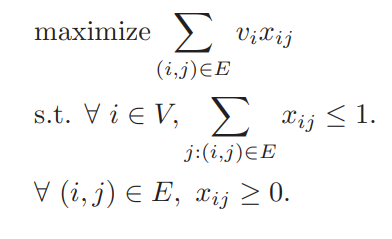 maximize ∑_{(i,j)∈E} v_i x_{ij}
s.t. ∀ i ∈ V, ∑_{j:(i,j)∈E} x_{ij} ≤ 1.
∀ (i, j) ∈ E, x_{ij} ≥ 0.